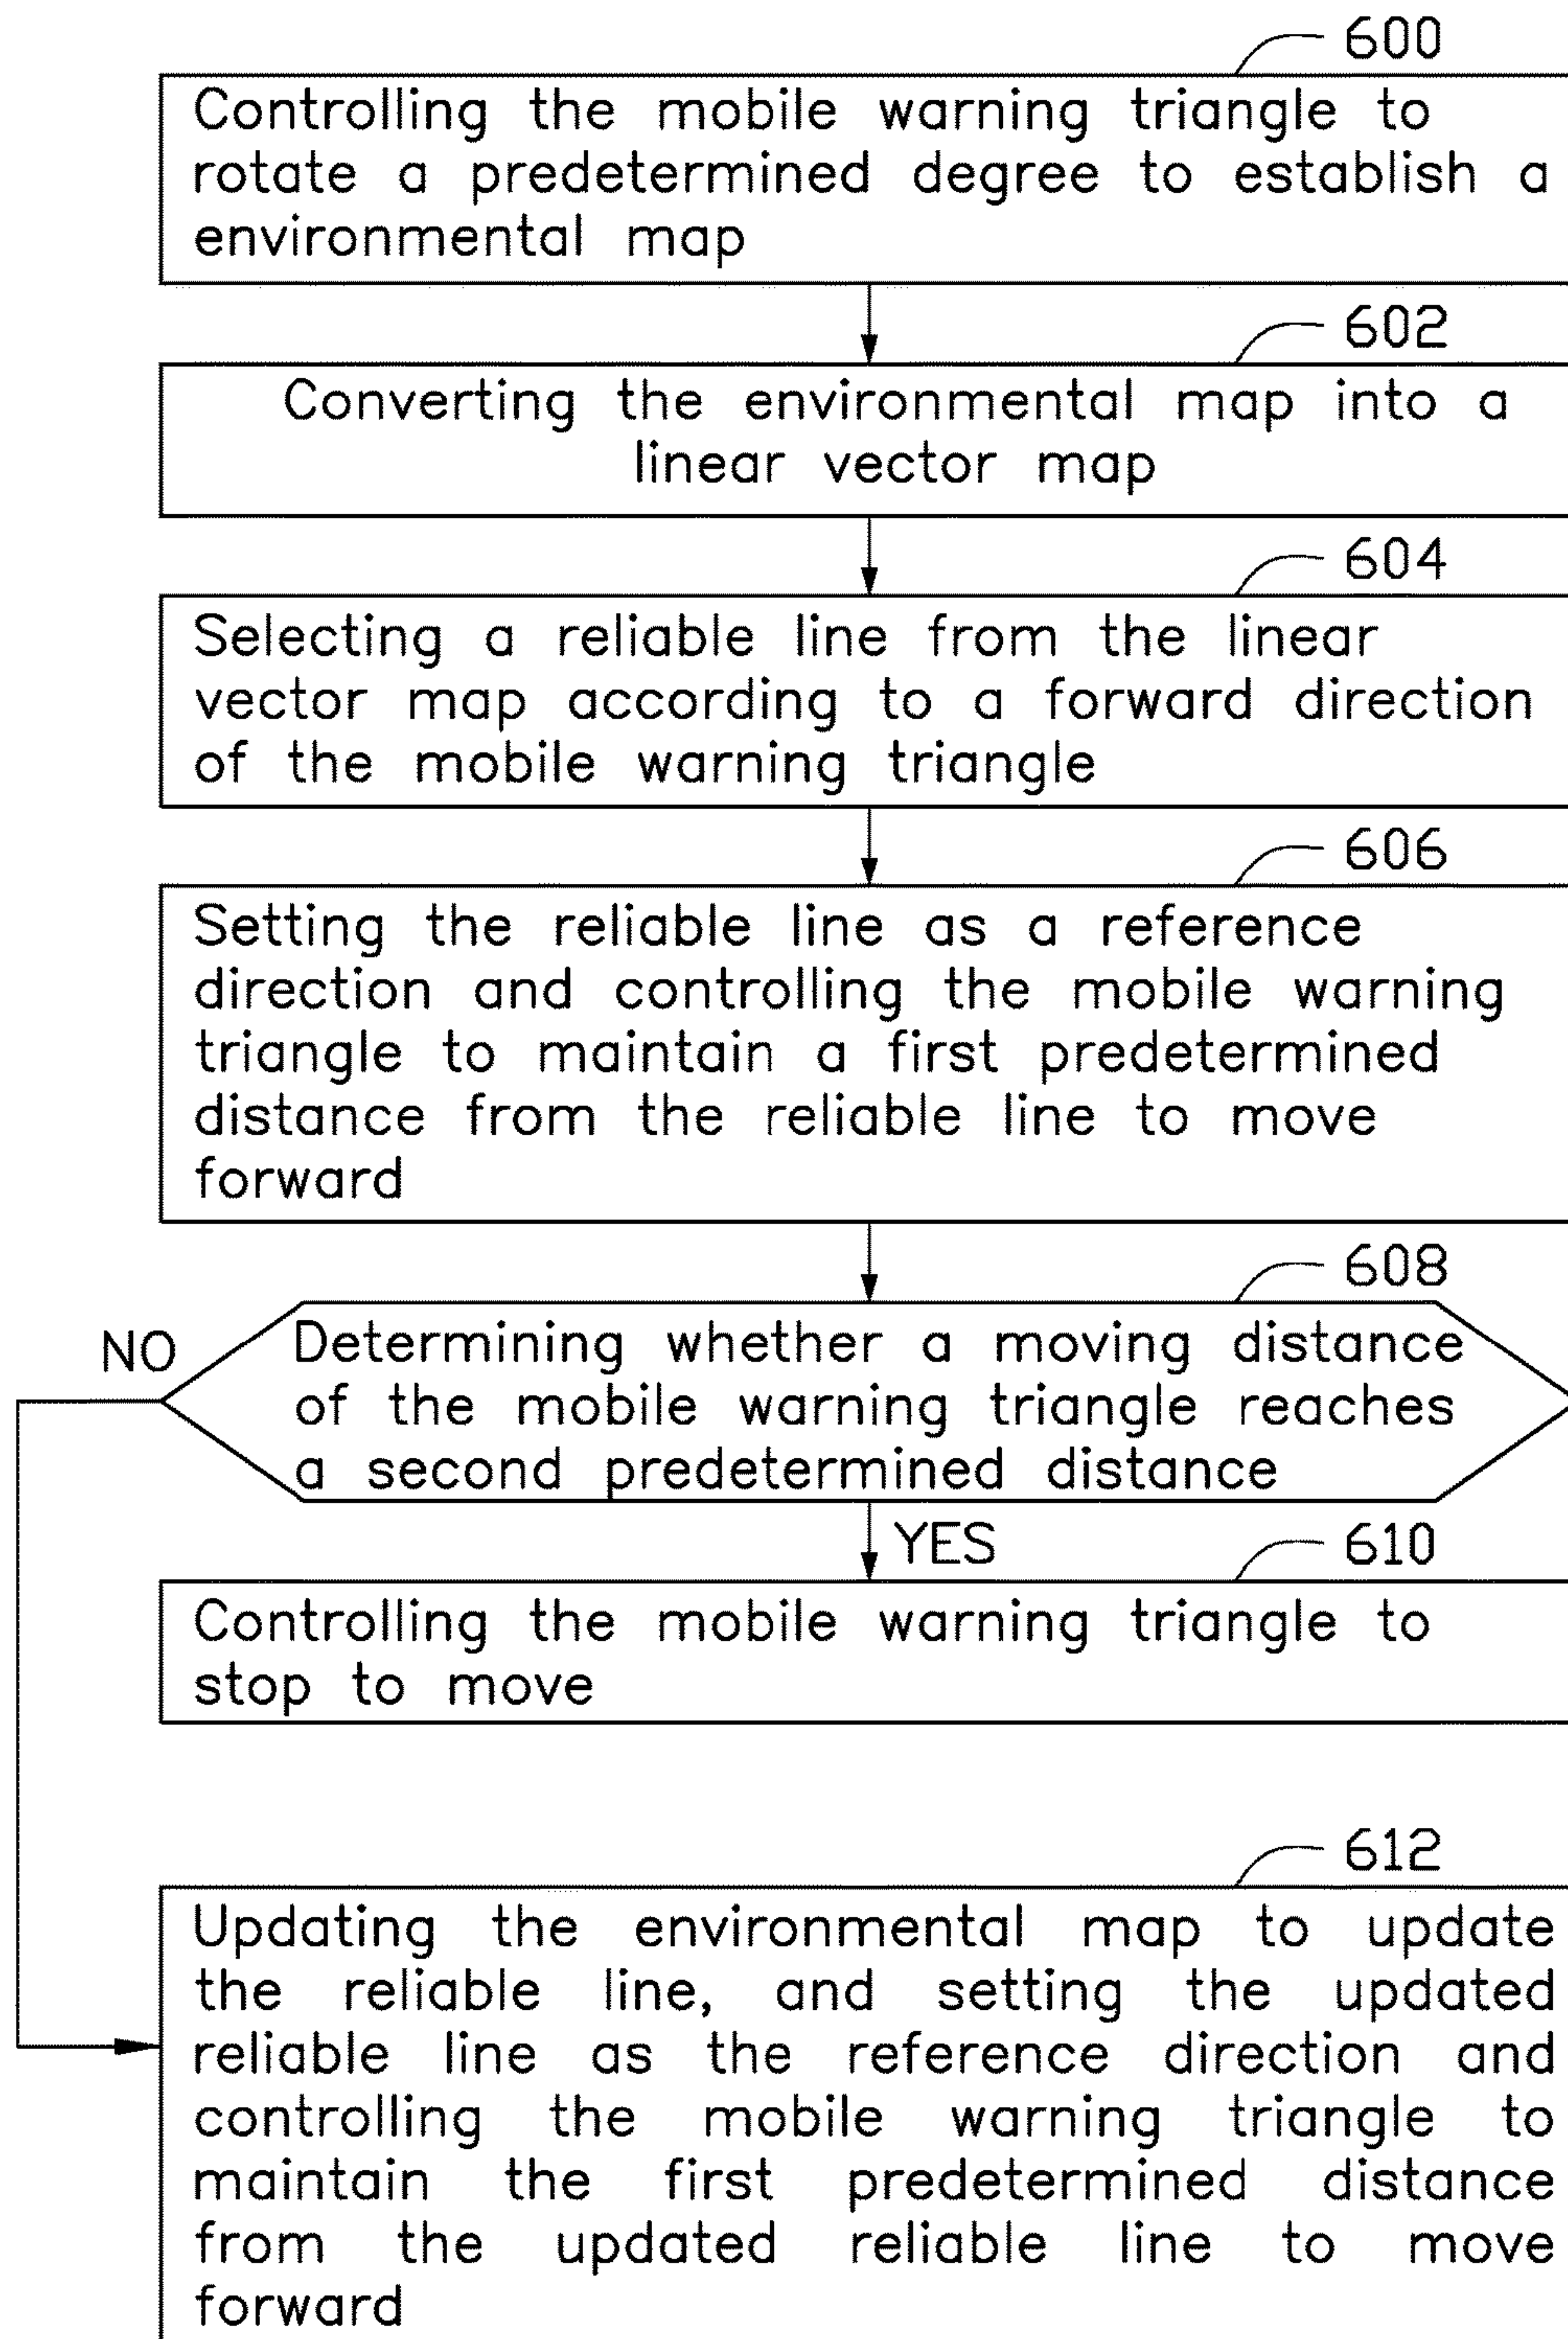 600
Controlling the mobile warning triangle to
rotate a predetermined degree to establish a
environmental map
602
Converting the environmental map into a
linear vector map
604
Selecting a reliable line from the linear
vector map according to a forward direction
of the mobile warning triangle
606
Setting the reliable line as a reference
direction and controlling the mobile warning
triangle to maintain a first predetermined
distance from the reliable line to move
forward
608
NO
Determining whether a moving distance
of the mobile warning triangle reaches
a second predetermined distance
YES
610
Controlling the mobile warning triangle to
stop to move
612
Updating the environmental map to update
the reliable line, and setting the updated
reliable line as the reference direction and
controlling the mobile warning triangle to
maintain the first predetermined distance
from the updated reliable line to move
forward